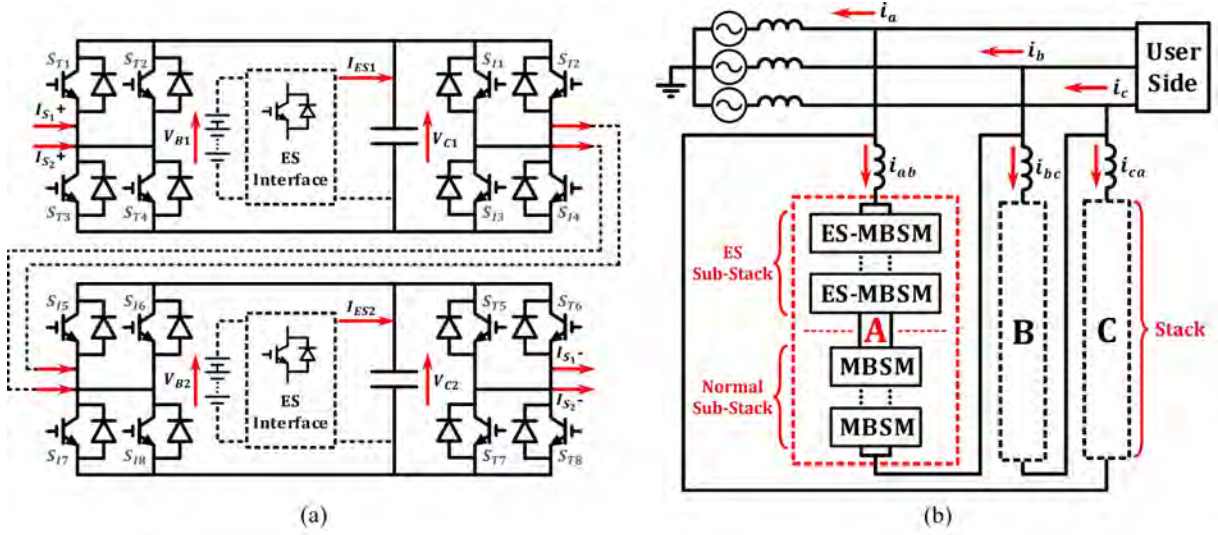 S_T1
S_T2
I_S1+
I_S2+
S_T3
S_T4
V_B1
I_ES1
ES
Interface
V_C1
S_I1
S_I2
S_I3
S_I4
S_I5
S_I6
S_I7
S_I8
V_B2
I_ES2
ES
Interface
V_C2
S_T5
S_T6
I_S1-
I_S2-
S_T7
S_T8
(a)
i_a
i_b
i_c
User
Side
i_ab
i_bc
i_ca
ES
Sub-Stack
ES-MBSM
ES-MBSM
A
Normal
Sub-Stack
MBSM
MBSM
B
C
Stack
(b)